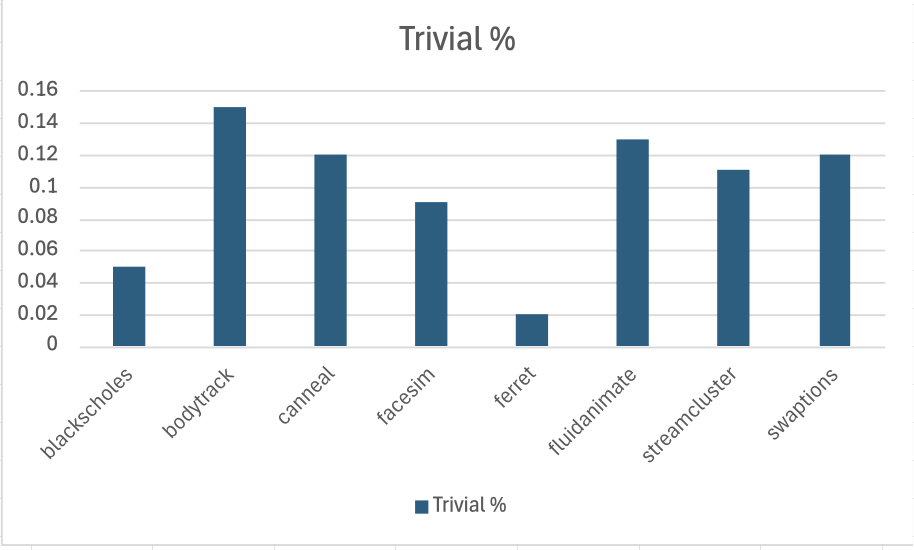 Trivial %
0.16
0.14
0.12
0.1
0.08
0.06
0.04
0.02
0
blackscholes
bodytrack
canneal
facesim
ferret
fluidanimate
streamcluster
swaptions
Trivial %